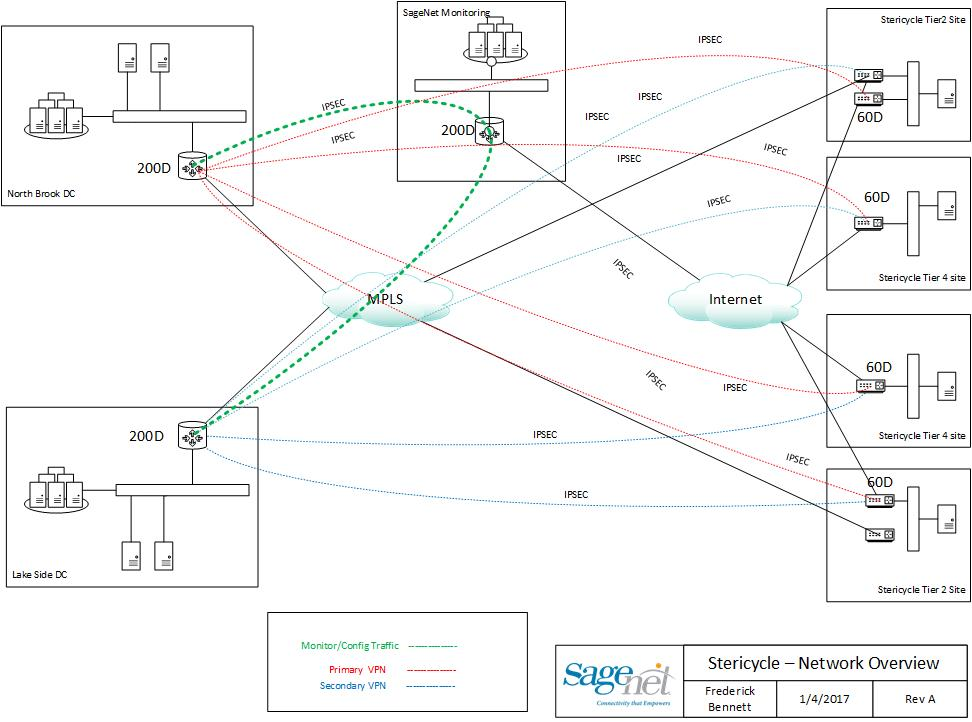 SageNet Monitoring
Stericycle Tier2 Site
IPSEC
IPSEC
IPSEC
IPSEC
60D
200D
IPSEC
IPSEC
IPSEC
200D
North Brook DC
60D
IPSEC
Stericycle Tier 4 site
IPSEC
MPLS
Internet
60D
IPSEC
IPSEC
200D
IPSEC
Stericycle Tier 4 site
IPSEC
60D
IPSEC
Lake Side DC
Stericycle Tier 2 Site
Monitor/Config Traffic
Primary VPN
Secondary VPN
Sagenet
Connectivity that Empowers
Stericycle – Network Overview
Frederick
Bennett
1/4/2017
Rev A